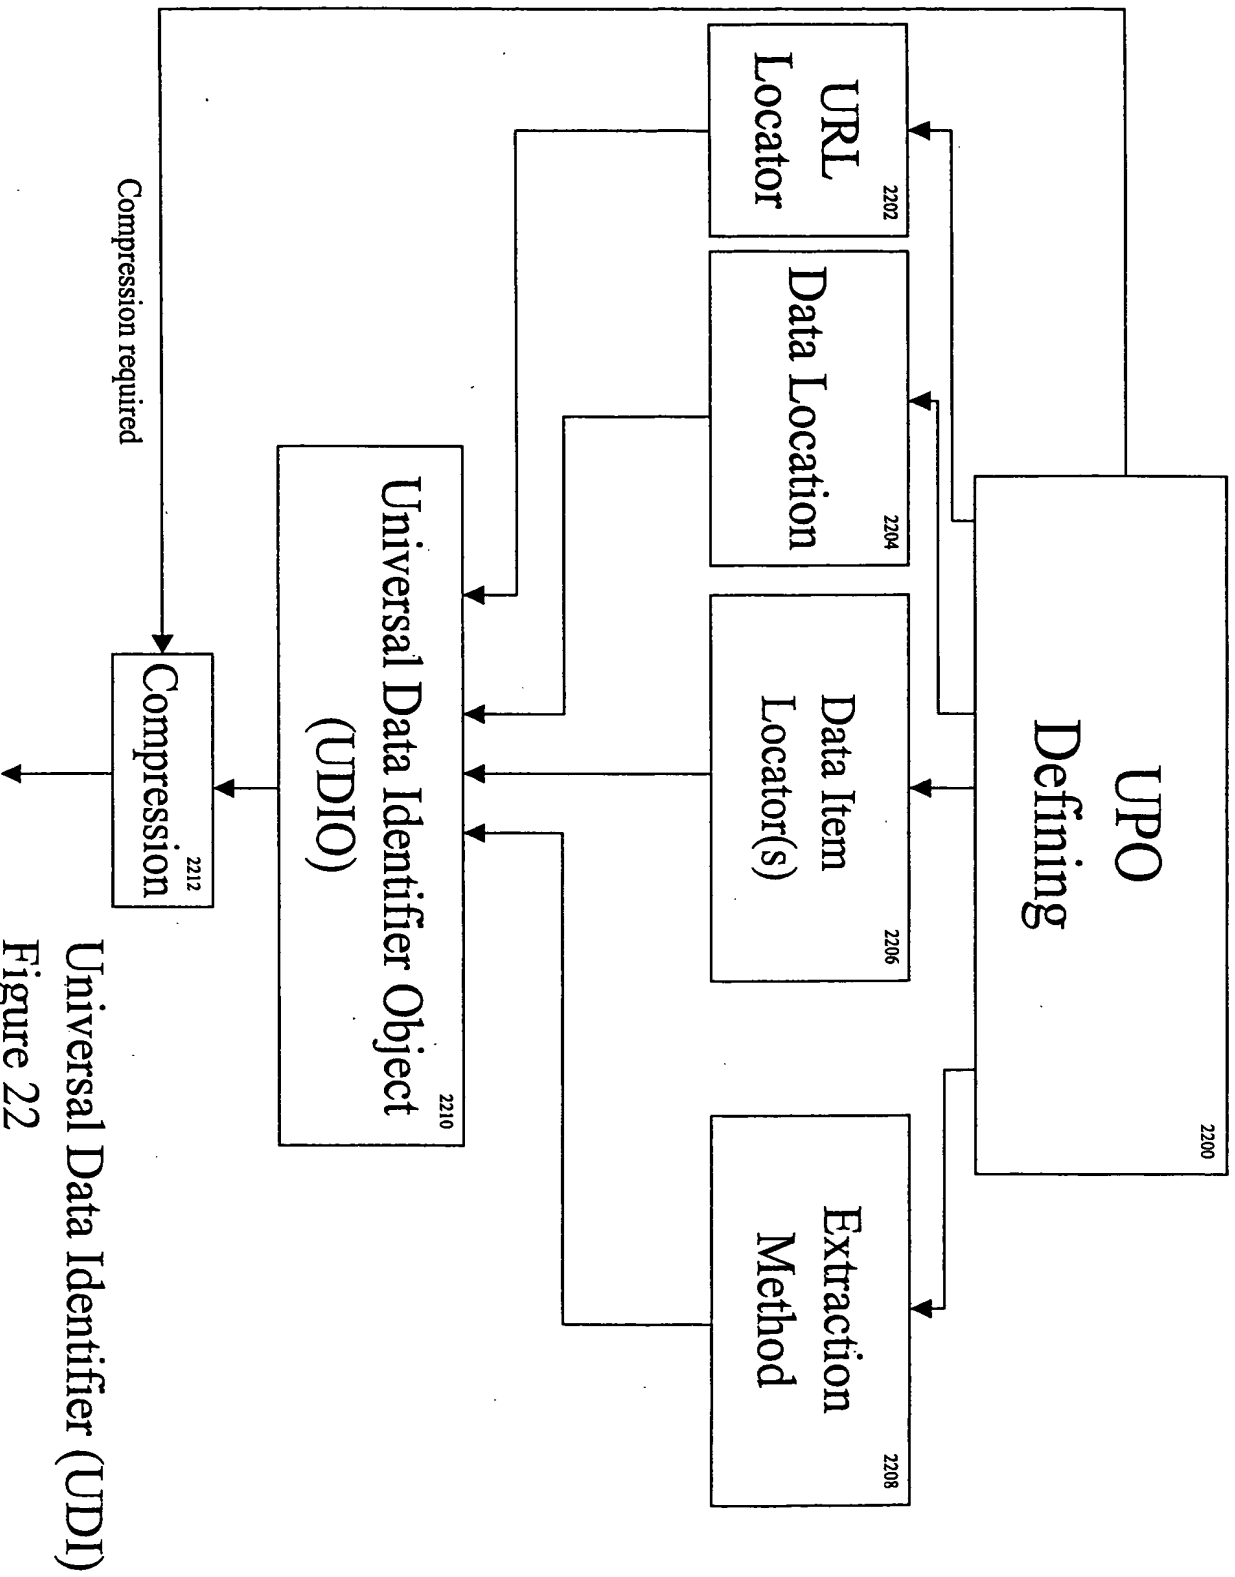 2200
UPO
Defining
2202
URL
Locator
2204
Data Location
2206
Data Item
Locator(s)
2208
Extraction
Method
2210
Universal Data Identifier Object
(UDIO)
Compression required
2212
Compression
Universal Data Identifier (UDI)
Figure 22